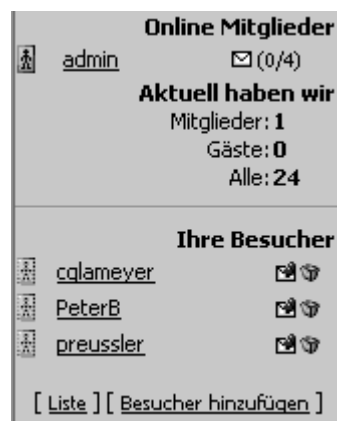 Online Mitglieder
admin (0/4)
Aktuell haben wir
Mitglieder: 1
Gäste: 0
Alle: 24
Ihre Besucher
cqlameyer
PeterB
preussler
[ Liste ] [ Besucher hinzufügen ]